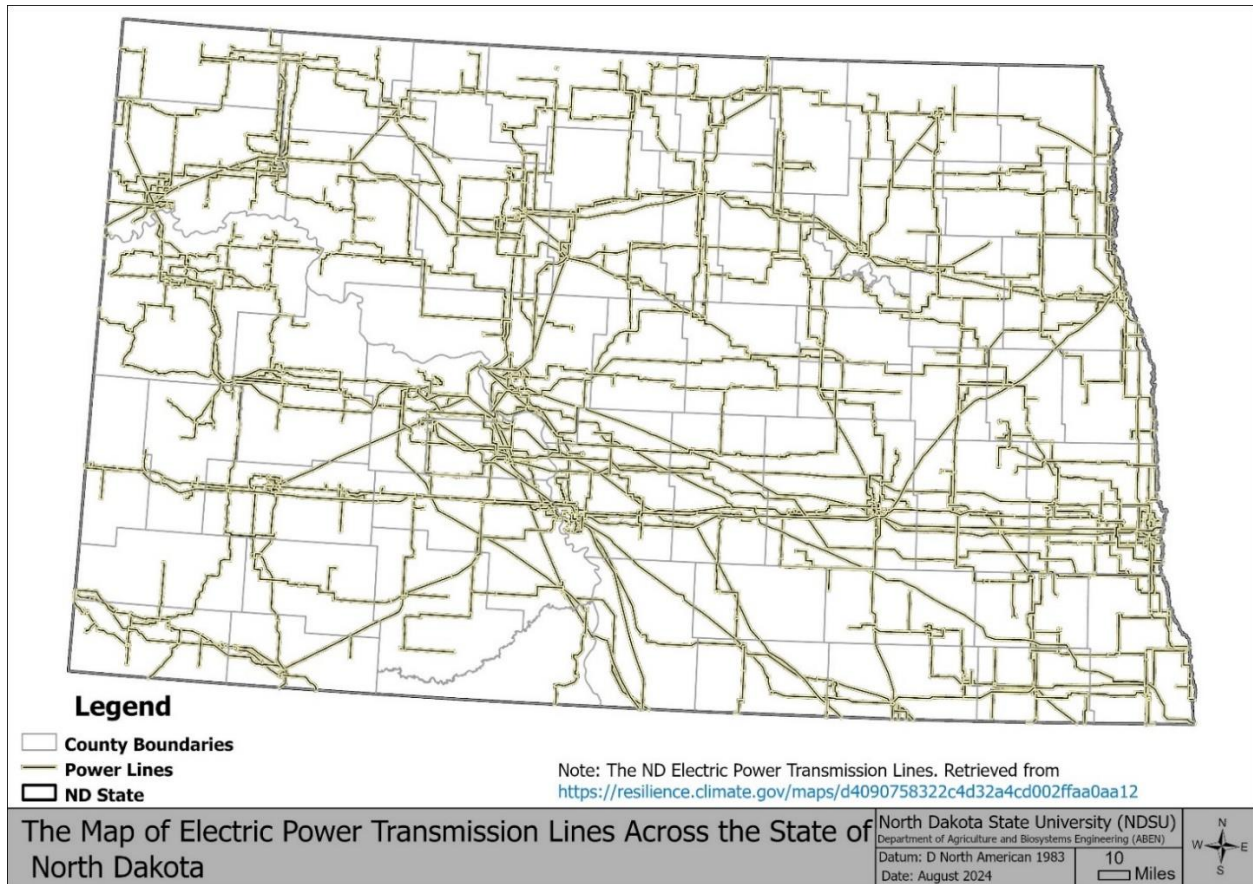 Legend
County Boundaries
Power Lines
ND State
Note: The ND Electric Power Transmission Lines. Retrieved from
https://resilience.climate.gov/maps/d4090758322c4d32a4cd002ffaa0aa12
The Map of Electric Power Transmission Lines Across the State of
North Dakota
North Dakota State University (NDSU)
Department of Agriculture and Biosystems Engineering (ABEN)
Datum: D North American 1983
Date: August 2024
10
Miles
N
W E
S